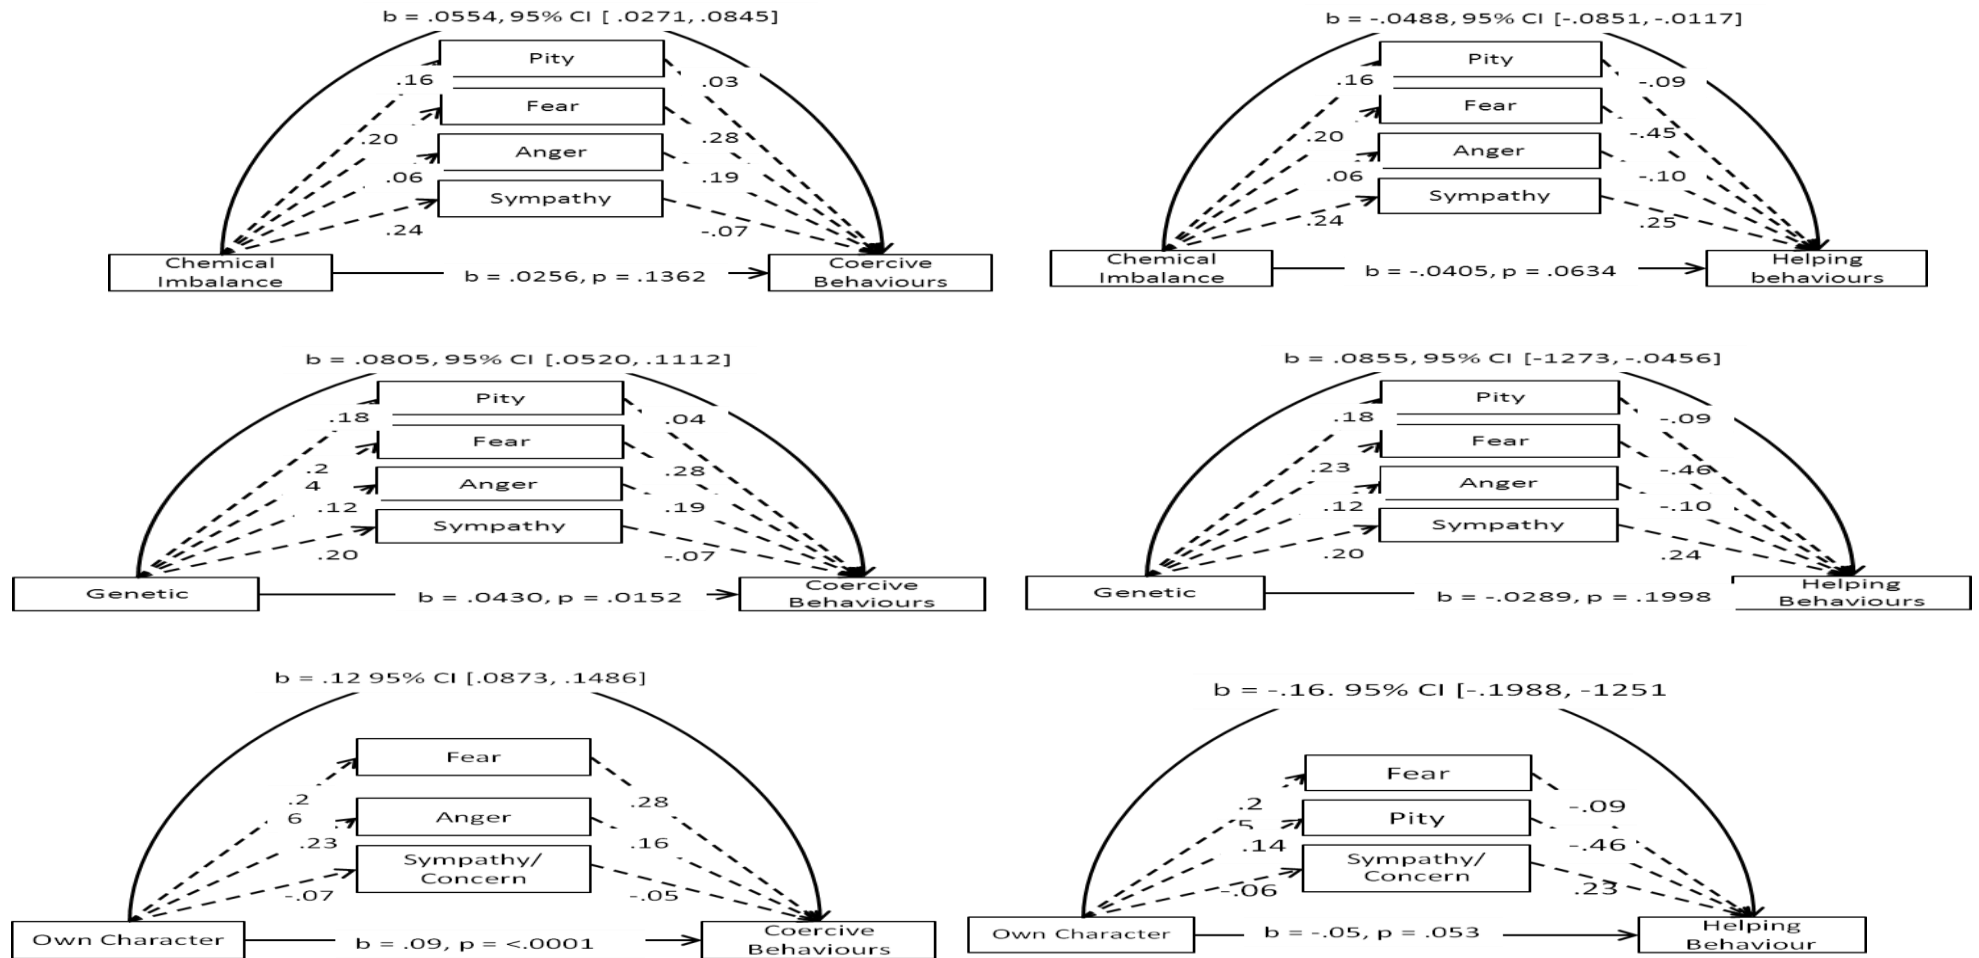 b = .0554, 95% CI [ .0271, .0845]
Pity
.16
.03
Fear
.20
.28
Anger
.06
.19
Sympathy
.24
-.07
Chemical
Imbalance
b = .0256, p = .1362
Coercive
Behaviours
b = -.0488, 95% CI [-.0851, -.0117]
Pity
.16
-.09
Fear
.20
-.45
Anger
.06
-.10
Sympathy
.24
.25
Chemical
Imbalance
b = -.0405, p = .0634
Helping
behaviours
b = .0805, 95% CI [.0520, .1112]
Pity
.18
.04
Fear
.2
4
.28
Anger
.12
.19
Sympathy
.20
-.07
Genetic
b = .0430, p = .0152
Coercive
Behaviours
b = .0855, 95% CI [-1273, -.0456]
Pity
.18
-.09
Fear
.23
-.46
Anger
.12
-.10
Sympathy
.20
.24
Genetic
b = -.0289, p = .1998
Helping
Behaviours
b = .12 95% CI [.0873, .1486]
Fear
.2
6
.28
Anger
.23
.16
Sympathy/
Concern
-.07
-.05
Own Character
b = .09, p = <.0001
Coercive
Behaviours
b = -.16. 95% CI [-.1988, -1251
Fear
.2
5
-.09
Pity
.14
-.46
Sympathy/
Concern
-.06
.23
Own Character
b = -.05, p = .053
Helping
Behaviour